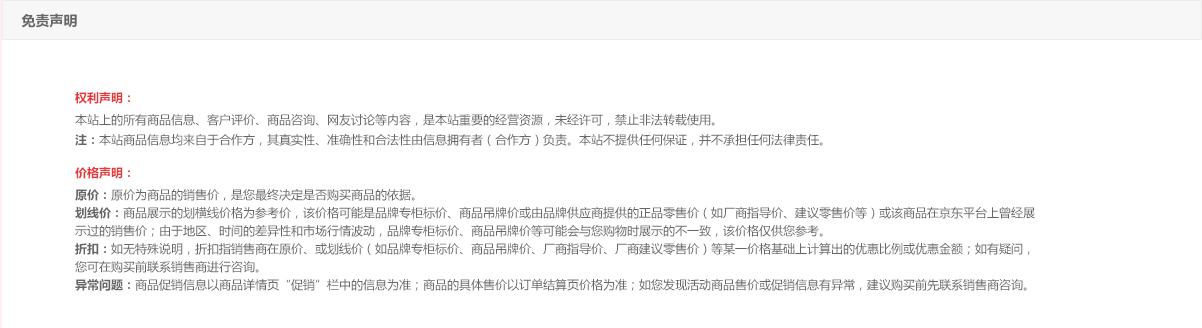 免责声明
权利声明：
本站上的所有商品信息、客户评价、商品咨询、网友讨论等内容，是本站重要的经营资源，未经许可，禁止非法转载使用。
注：本站商品信息均来自于合作方，其真实性、准确性和合法性由信息拥有者（合作方）负责。本站不提供任何保证，并不承担任何法律责任。
价格声明：
原价：原价为商品的销售价，是您最终决定是否购买商品的依据。
划线价：商品展示的划横线价格为参考价，该价格可能是品牌专柜标价、商品吊牌价或由品牌供应商提供的正品零售价（如厂商指导价、建议零售价等）或该商品在京东平台上曾经展
示过的销售价；由于地区、时间的差异性和市场行情波动，品牌专柜标价、商品吊牌价等可能会与您购物时展示的不一致，该价格仅供您参考。
折扣：如无特殊说明，折扣指销售商在原价、或划线价（如品牌专柜标价、商品吊牌价、厂商指导价、厂商建议零售价）等某一价格基础上计算出的优惠比例或优惠金额；如有疑问，
您可在购买前联系销售商进行咨询。
异常问题：商品促销信息以商品详情页“促销”栏中的信息为准；商品的具体售价以订单结算页价格为准；如您发现活动商品售价或促销信息有异常，建议购买前先联系销售商咨询。